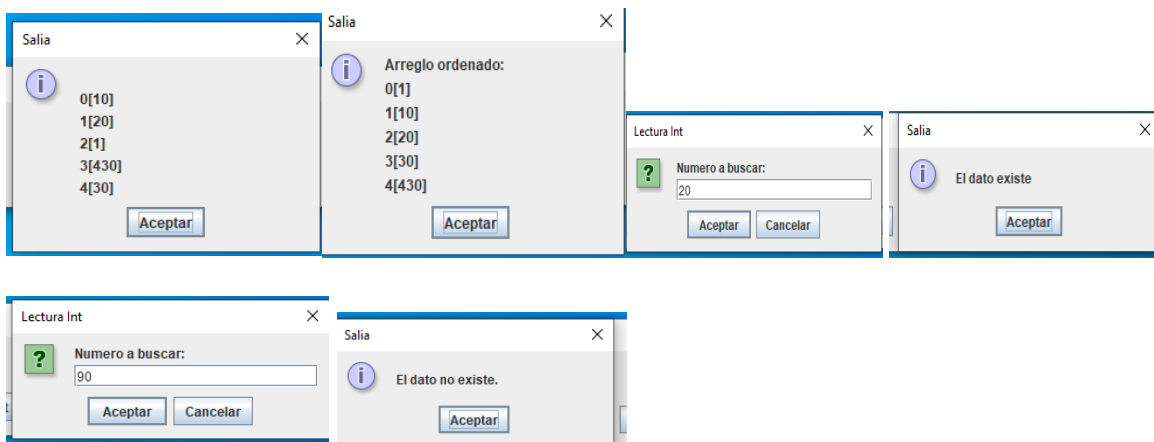 Salia
0[10]
1[20]
2[1]
3[430]
4[30]
Aceptar
Salia
Arreglo ordenado:
0[1]
1[10]
2[20]
3[30]
4[430]
Aceptar
Lectura Int
Numero a buscar:
20
Aceptar Cancelar
Salia
El dato existe
Aceptar
Lectura Int
Numero a buscar:
90
Aceptar Cancelar
Salia
El dato no existe.
Aceptar